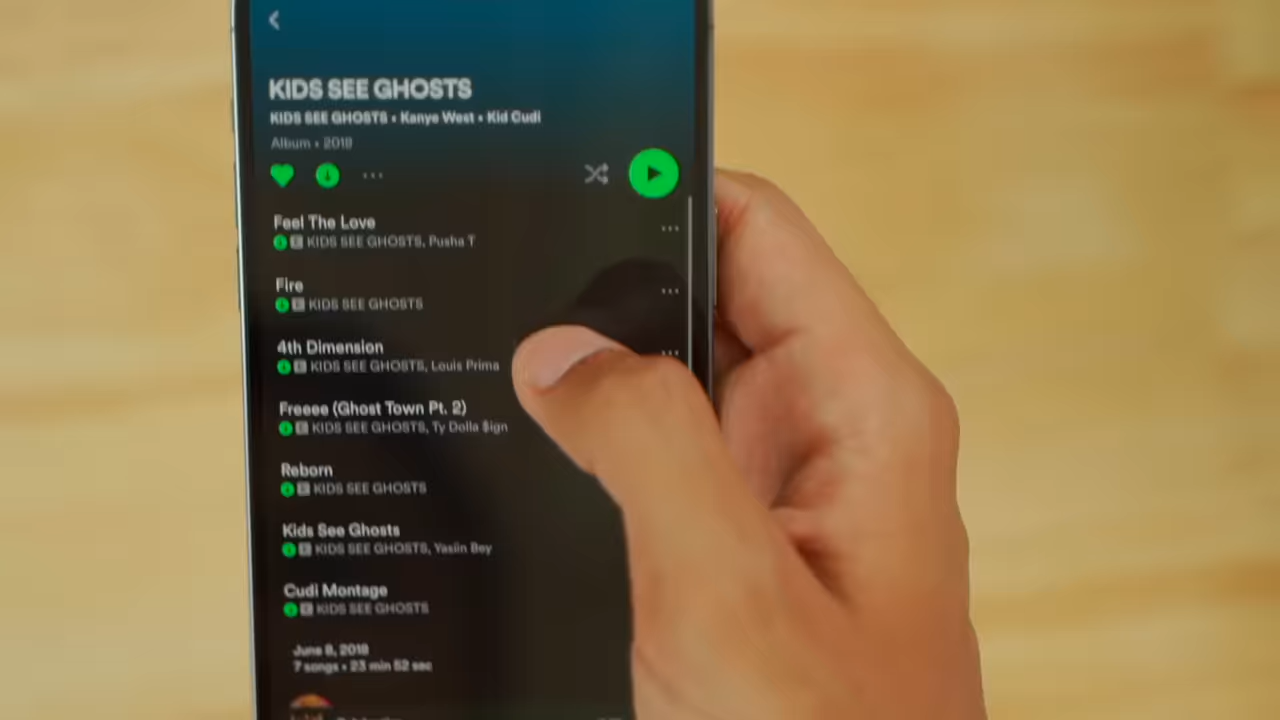 KIDS SEE GHOSTS
KIDS SEE GHOSTS • Kanye West • Kid Cudi
Album • 2018
Feel The Love
E KIDS SEE GHOSTS, Pusha T
Fire
E KIDS SEE GHOSTS
4th Dimension
E KIDS SEE GHOSTS, Louis Prima
Freeee (Ghost Town Pt. 2)
E KIDS SEE GHOSTS, Ty Dolla $ign
Reborn
E KIDS SEE GHOSTS
Kids See Ghosts
E KIDS SEE GHOSTS, Yasiin Bey
Cudi Montage
E KIDS SEE GHOSTS
June 8, 2018
7 songs • 23 min 52 sec